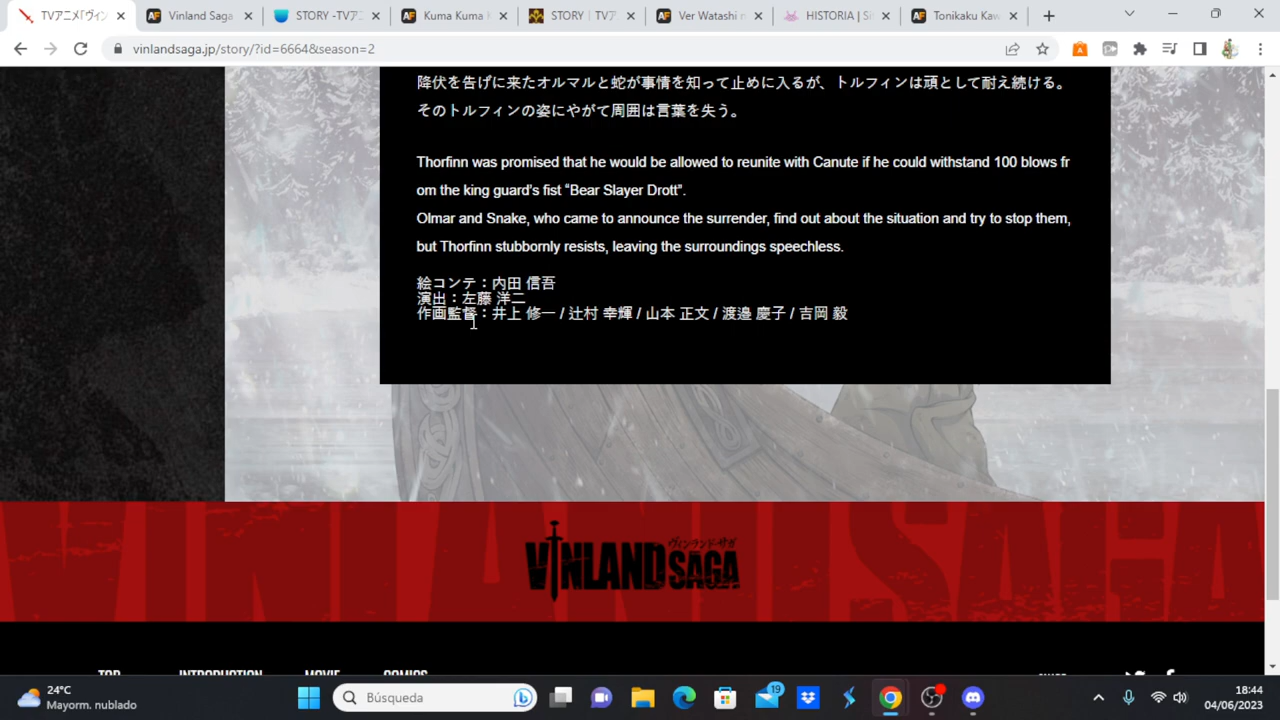 TVアニメ「ヴィン
Vinland Saga
STORY -TVアニ
Kuma Kuma
STORY | TVア
Ver Watashi n
HISTORIA | Sit
Tonikaku Kaw
vinlandsaga.jp/story/?id=6664&season=2
降伏を告げに来たオルマルと蛇が事情を知って止めに入るが、トルフィンは頑として耐え続ける。
そのトルフィンの姿にやがて周囲は言葉を失う。
Thorfinn was promised that he would be allowed to reunite with Canute if he could withstand 100 blows fr
om the king guard's fist “Bear Slayer Drott”.
Olmar and Snake, who came to announce the surrender, find out about the situation and try to stop them,
but Thorfinn stubbornly resists, leaving the surroundings speechless.
絵コンテ：内田 信吾
演出：左藤 洋二
作画監督：井上 修一 / 辻村 幸輝 / 山本 正文 / 渡邉 慶子 / 吉岡 毅
ヴィンランド・サガ
VINLAND SAGA
TOP INTRODUCTION MOVIE COMICS
24°C
Mayorm. nublado
Búsqueda
19
18:44
04/06/2023